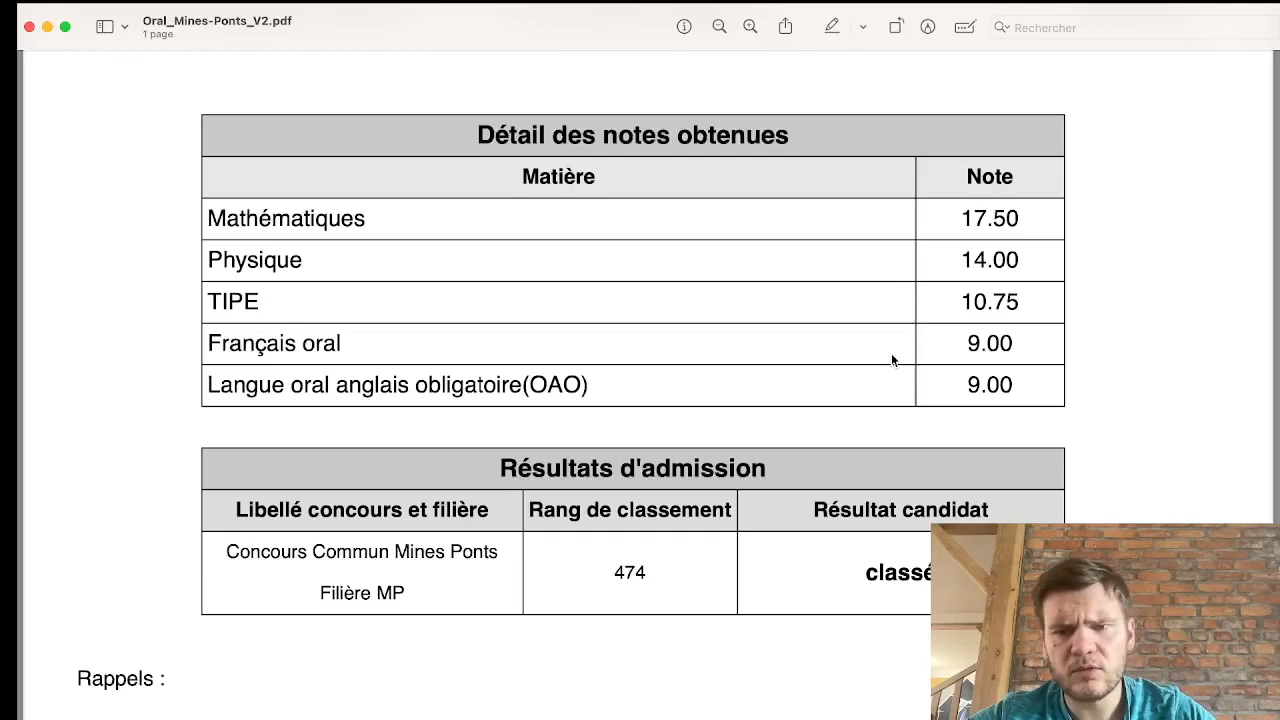 Oral_Mines-Ponts_V2.pdf
1 page
Rechercher
Détail des notes obtenues
Matière Note
Mathématiques 17.50
Physique 14.00
TIPE 10.75
Français oral 9.00
Langue oral anglais obligatoire(OAO) 9.00
Résultats d'admission
Libellé concours et filière Rang de classement Résultat candidat
Concours Commun Mines Ponts
Filière MP
474
classé
Rappels :